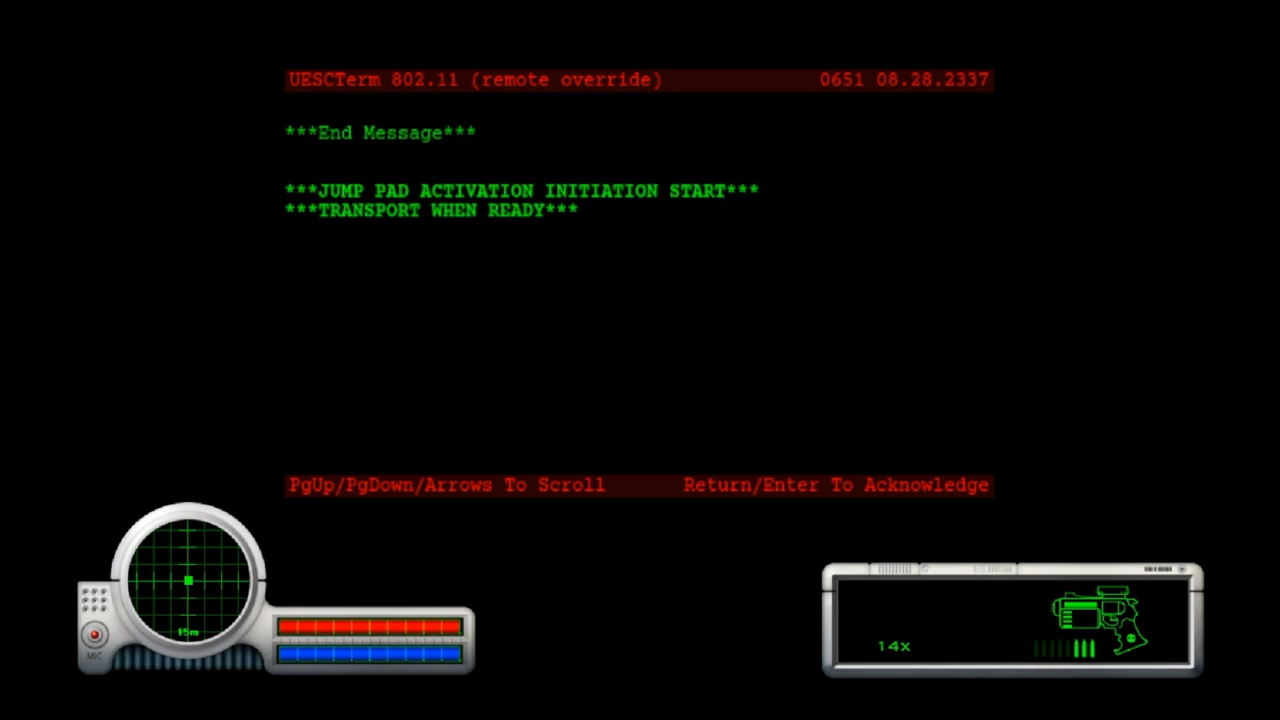 UESCTerm 802.11 (remote override) 0651 08.28.2337
***End Message***
***JUMP PAD ACTIVATION INITIATION START***
***TRANSPORT WHEN READY***
PgUp/PgDown/Arrows To Scroll Return/Enter To Acknowledge
15m
MIC
14x